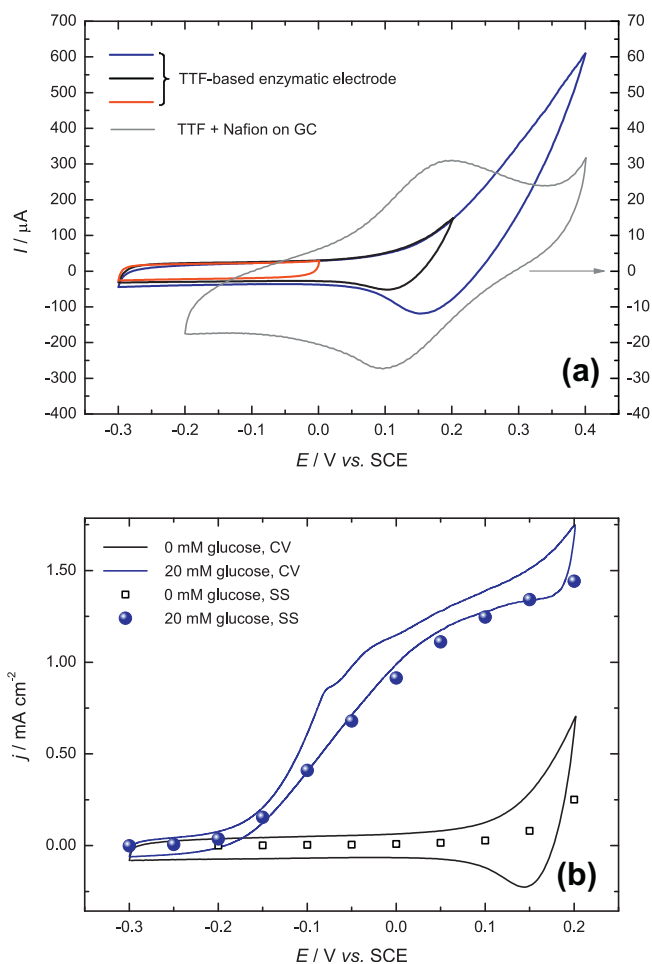 700
600
500
400
300
200
100
0
-100
-200
-300
-400
I / μA
TTF-based enzymatic electrode
TTF + Nafion on GC
70
60
50
40
30
20
10
0
-10
-20
-30
-40
(a)
-0.3 -0.2 -0.1 0.0 0.1 0.2 0.3 0.4
E / V vs. SCE
1.50
1.00
0.50
0.00
j / mA cm-2
0 mM glucose, CV
20 mM glucose, CV
0 mM glucose, SS
20 mM glucose, SS
(b)
-0.3 -0.2 -0.1 0.0 0.1 0.2
E / V vs. SCE